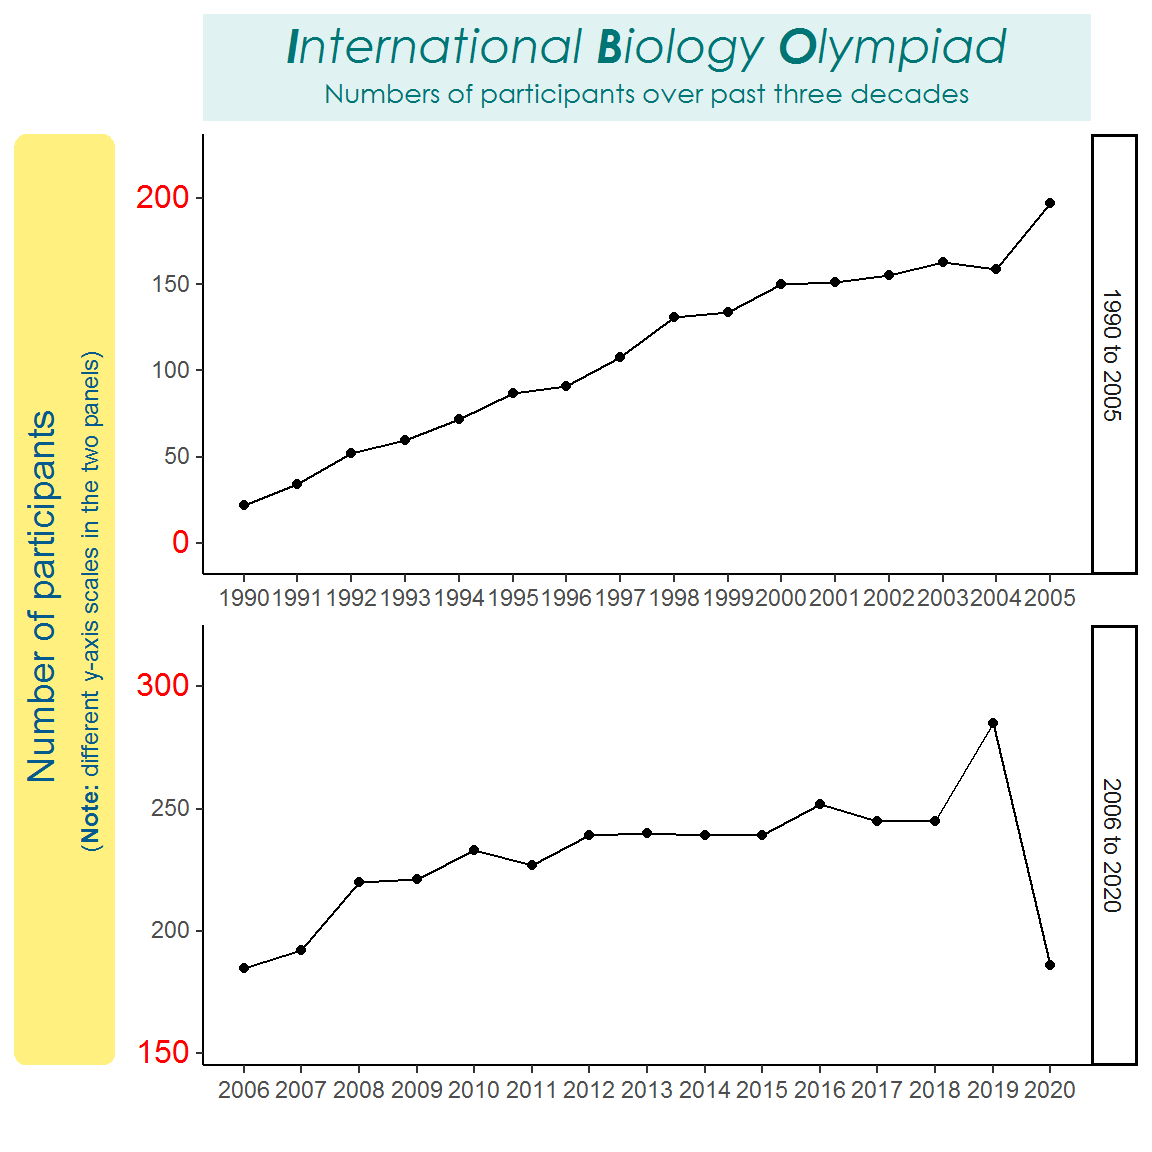 International Biology Olympiad
Numbers of participants over past three decades
Number of participants
(Note: different y-axis scales in the two panels)
200
150
100
50
0
1990 1991 1992 1993 1994 1995 1996 1997 1998 1999 2000 2001 2002 2003 2004 2005
1990 to 2005
300
250
200
150
2006 2007 2008 2009 2010 2011 2012 2013 2014 2015 2016 2017 2018 2019 2020
2006 to 2020